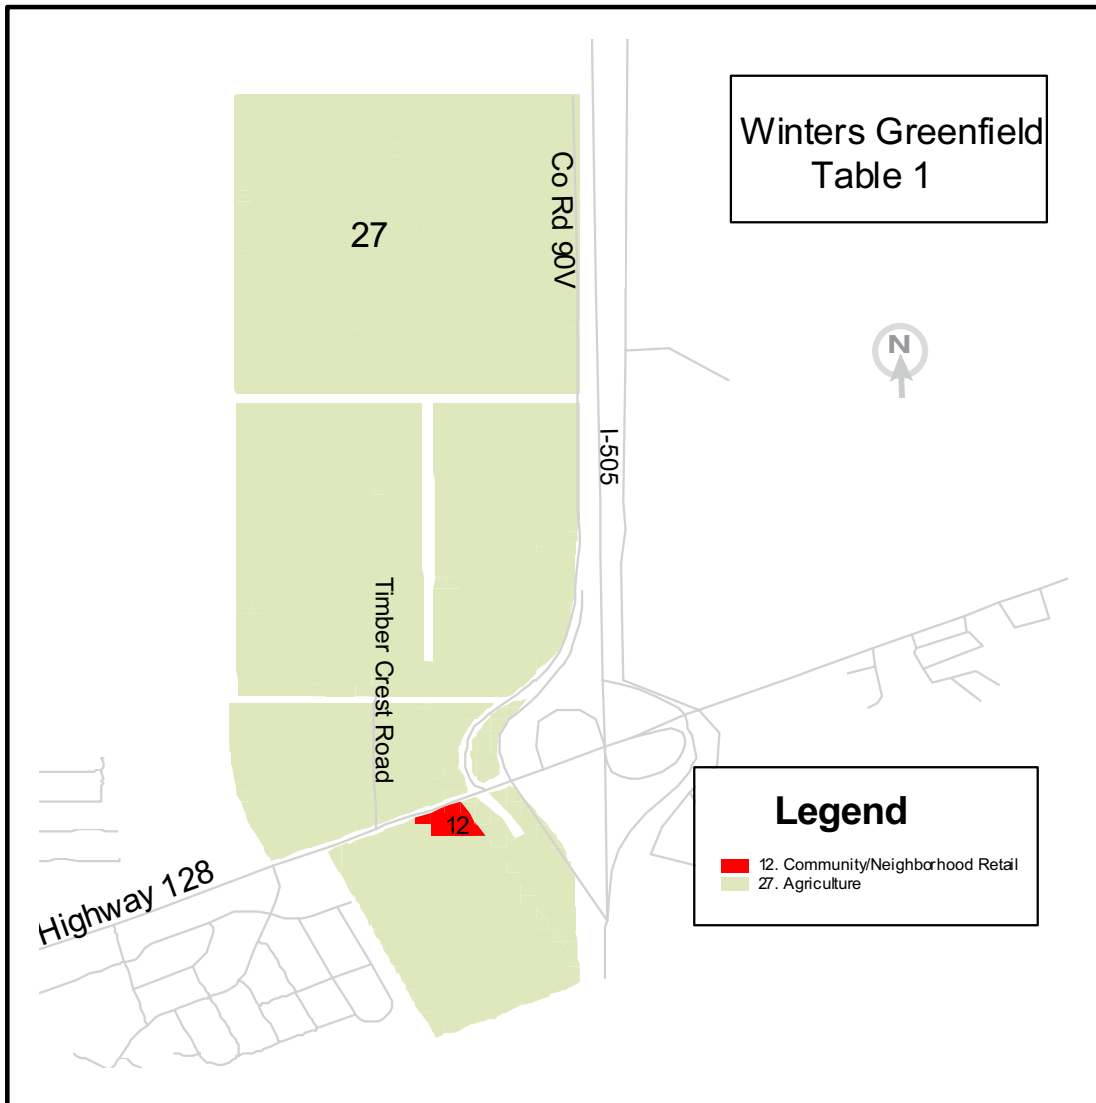 Winters Greenfield
Table 1
Co Rd 90V
27
N
I-505
Timber Crest Road
12
Highway 128
Legend
12. Community/Neighborhood Retail
27. Agriculture